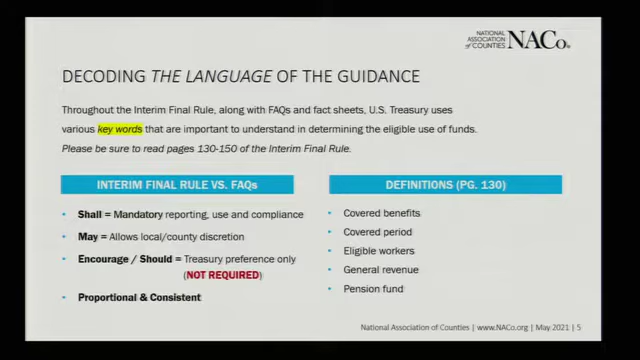 NATIONAL
ASSOCIATION
OF COUNTIES
NACo
DECODING THE LANGUAGE OF THE GUIDANCE
Throughout the Interim Final Rule, along with FAQs and fact sheets, U.S. Treasury uses
various key words that are important to understand in determining the eligible use of funds.
Please be sure to read pages 130-150 of the Interim Final Rule.
INTERIM FINAL RULE VS. FAQs
• Shall = Mandatory reporting, use and compliance
• May = Allows local/county discretion
• Encourage / Should = Treasury preference only
(NOT REQUIRED)
• Proportional & Consistent
DEFINITIONS (PG. 130)
• Covered benefits
• Covered period
• Eligible workers
• General revenue
• Pension fund
National Association of Counties | www.NACo.org | May 2021 | 5